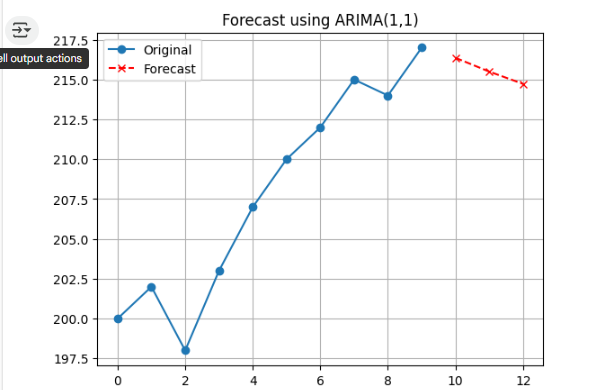 Forecast using ARIMA(1,1)
ell output actions
Original
Forecast
217.5
215.0
212.5
210.0
207.5
205.0
202.5
200.0
197.5
0 2 4 6 8 10 12